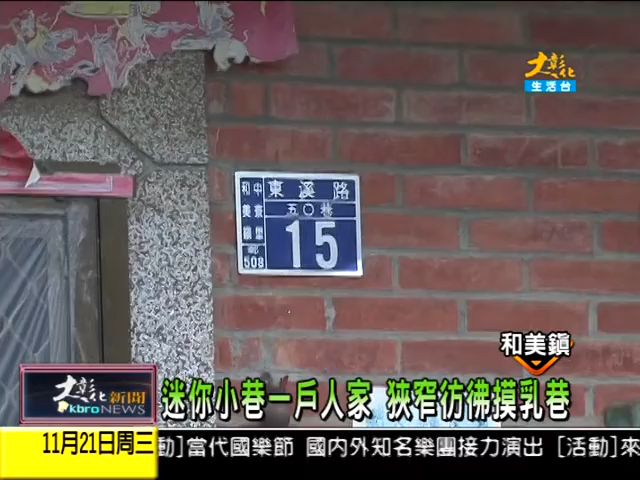 大彰化
生活台
和美鎮
中寮里
東溪路
五〇巷
15
郵
508
和美鎮
大彰化新聞
kbro NEWS
迷你小巷一戶人家 狹窄彷彿摸乳巷
11月21日周三
動]當代國樂節 國內外知名樂團接力演出 [活動]來